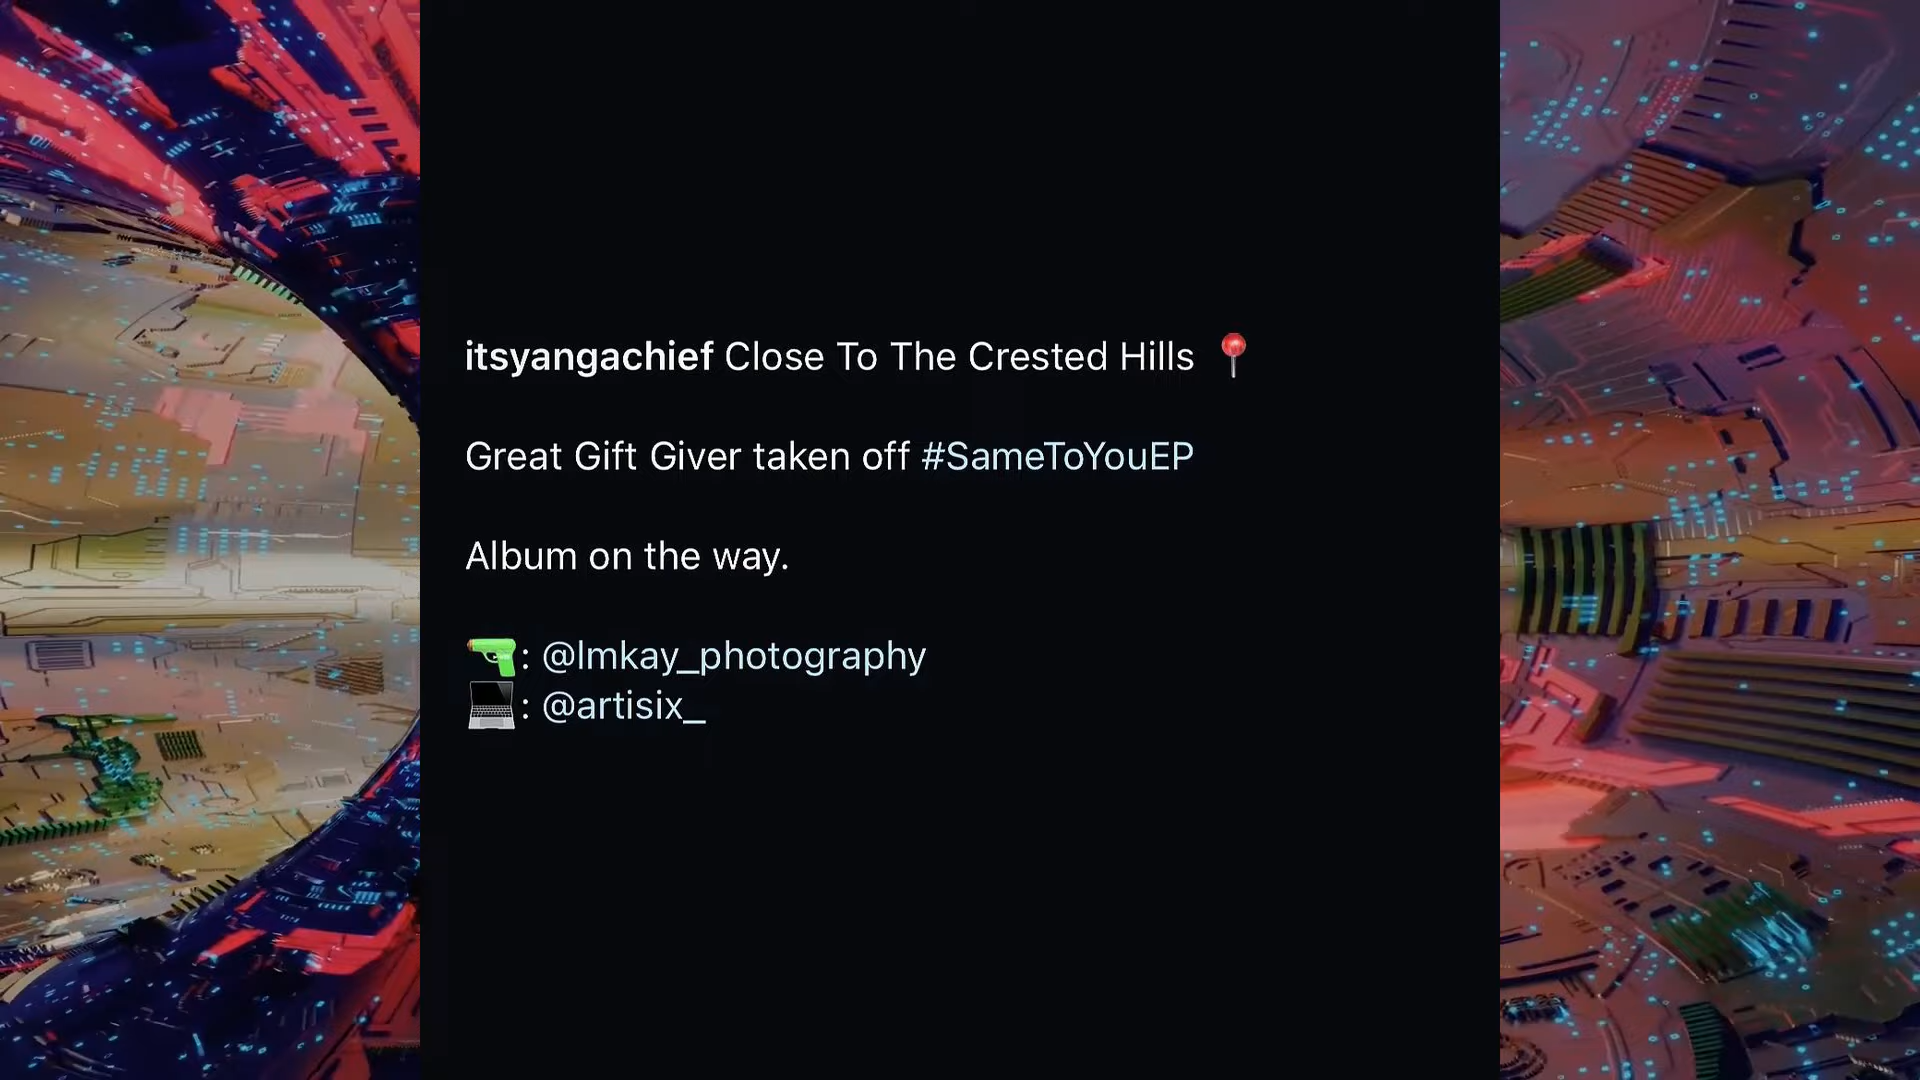 itsyangachief Close To The Crested Hills 📍
Great Gift Giver taken off #SameToYouEP
Album on the way.
🔫: @lmkay_photography
💻: @artisix_